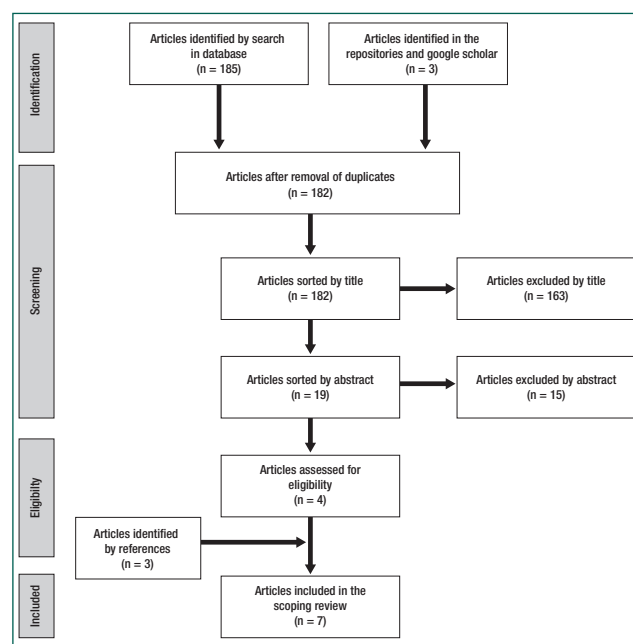 Identification
Articles identified by search
in database
(n = 185)
Articles identified in the
repositories and google scholar
(n = 3)
Screening
Articles after removal of duplicates
(n = 182)
Articles sorted by title
(n = 182)
Articles excluded by title
(n = 163)
Articles sorted by abstract
(n = 19)
Articles excluded by abstract
(n = 15)
Eligibilty
Articles assessed for
eligibility
(n = 4)
Articles identified
by references
(n = 3)
Included
Articles included in the
scoping review
(n = 7)